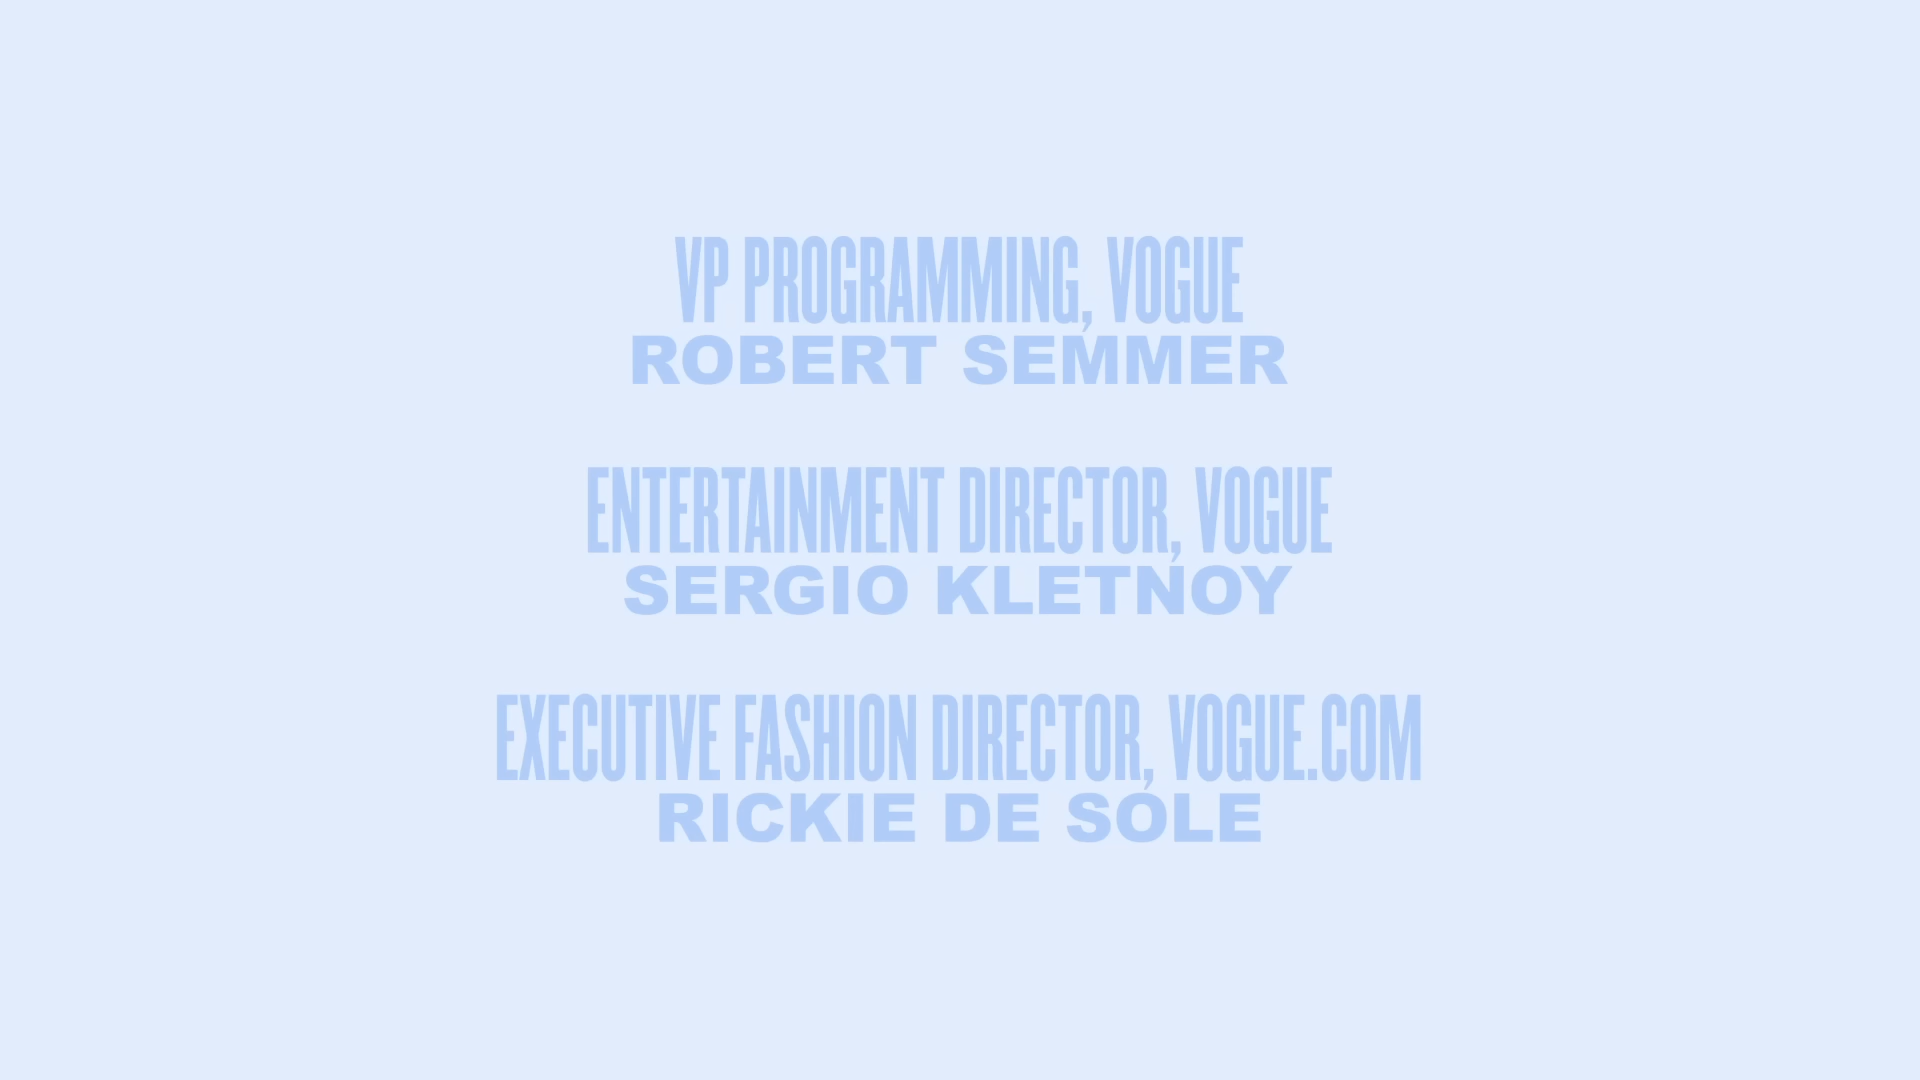 VP PROGRAMMING, VOGUE
ROBERT SEMMER
ENTERTAINMENT DIRECTOR, VOGUE
SERGIO KLETNOY
EXECUTIVE FASHION DIRECTOR, VOGUE.COM
RICKIE DE SOLE